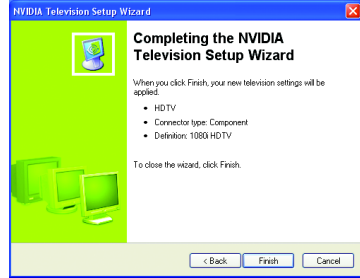 NVIDIA Television Setup Wizard
Completing the NVIDIA
Television Setup Wizard
When you click Finish, your new television settings will be
applied.
• HDTV
• Connector type: Component
• Definition: 1080i HDTV
To close the wizard, click Finish.
< Back Finish Cancel